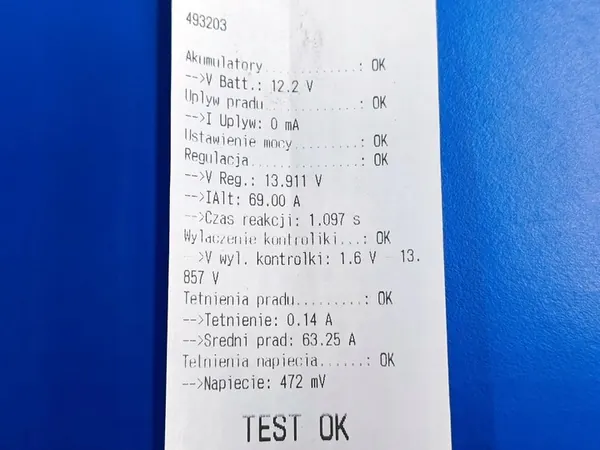 493203
Akumulatory..............: OK
-->V Batt.: 12.2 V
Uplyw pradu..............: OK
-->I Uplyw: 0 mA
Ustawienie mocy..........: OK
Regulacja................: OK
-->V Reg.: 13.911 V
-->IAlt: 69.00 A
-->Czas reakcji: 1.097 s
Wylaczenie kontroliki...: OK
-->V wyl. kontrolki: 1.6 V - 13.
857 V
Tetnienia pradu.........: OK
-->Tetnienie: 0.14 A
-->Sredni prad: 63.25 A
Tetnienia napiecia......: OK
-->Napiecie: 472 mV
TEST OK